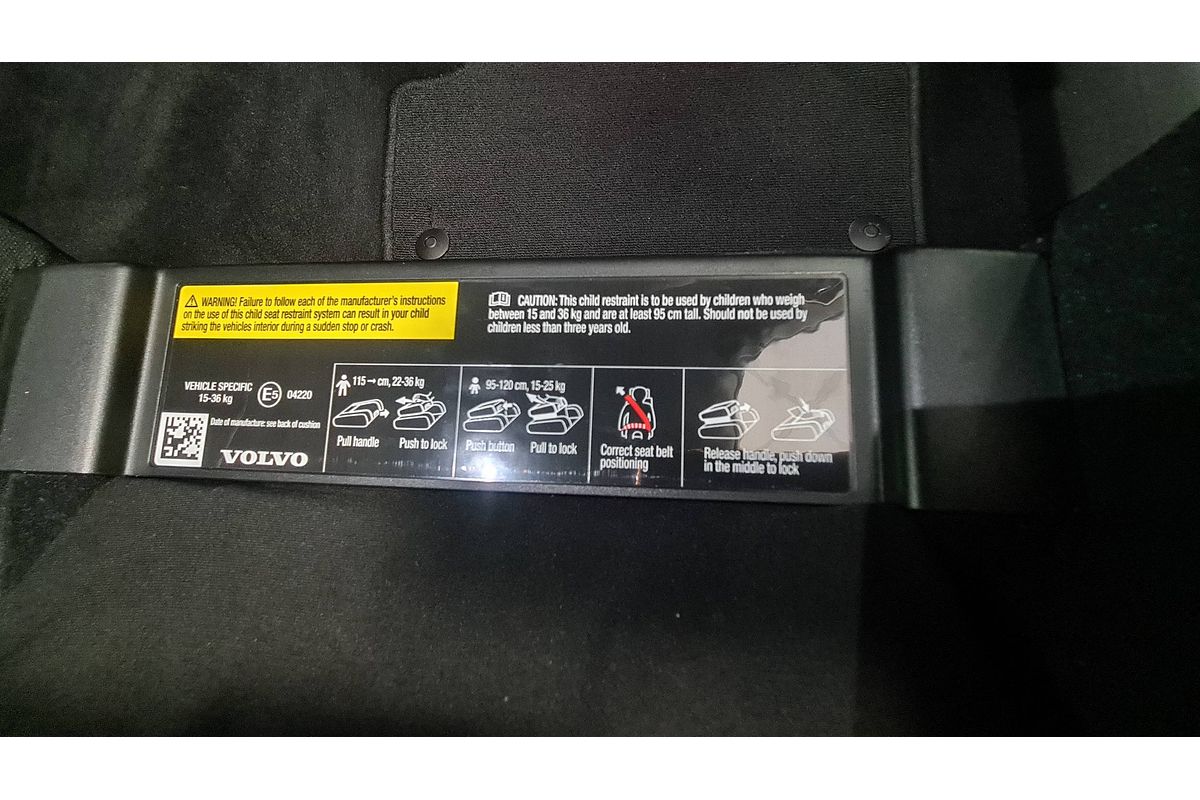 WARNING! Failure to follow each of the manufacturer's instructions
on the use of this child seat restraint system can result in your child
striking the vehicles interior during a sudden stop or crash.
CAUTION: This child restraint is to be used by children who weigh
between 15 and 36 kg and are at least 95 cm tall. Should not be used by
children less than three years old.
VEHICLE SPECIFIC
15-36 kg
E5 04220
Date of manufacture: see back of cushion
VOLVO
115 → cm, 22-36 kg
Pull handle Push to lock
95-120 cm, 15-25 kg
Push button Pull to lock
Correct seat belt
positioning
Release handle, push down
in the middle to lock